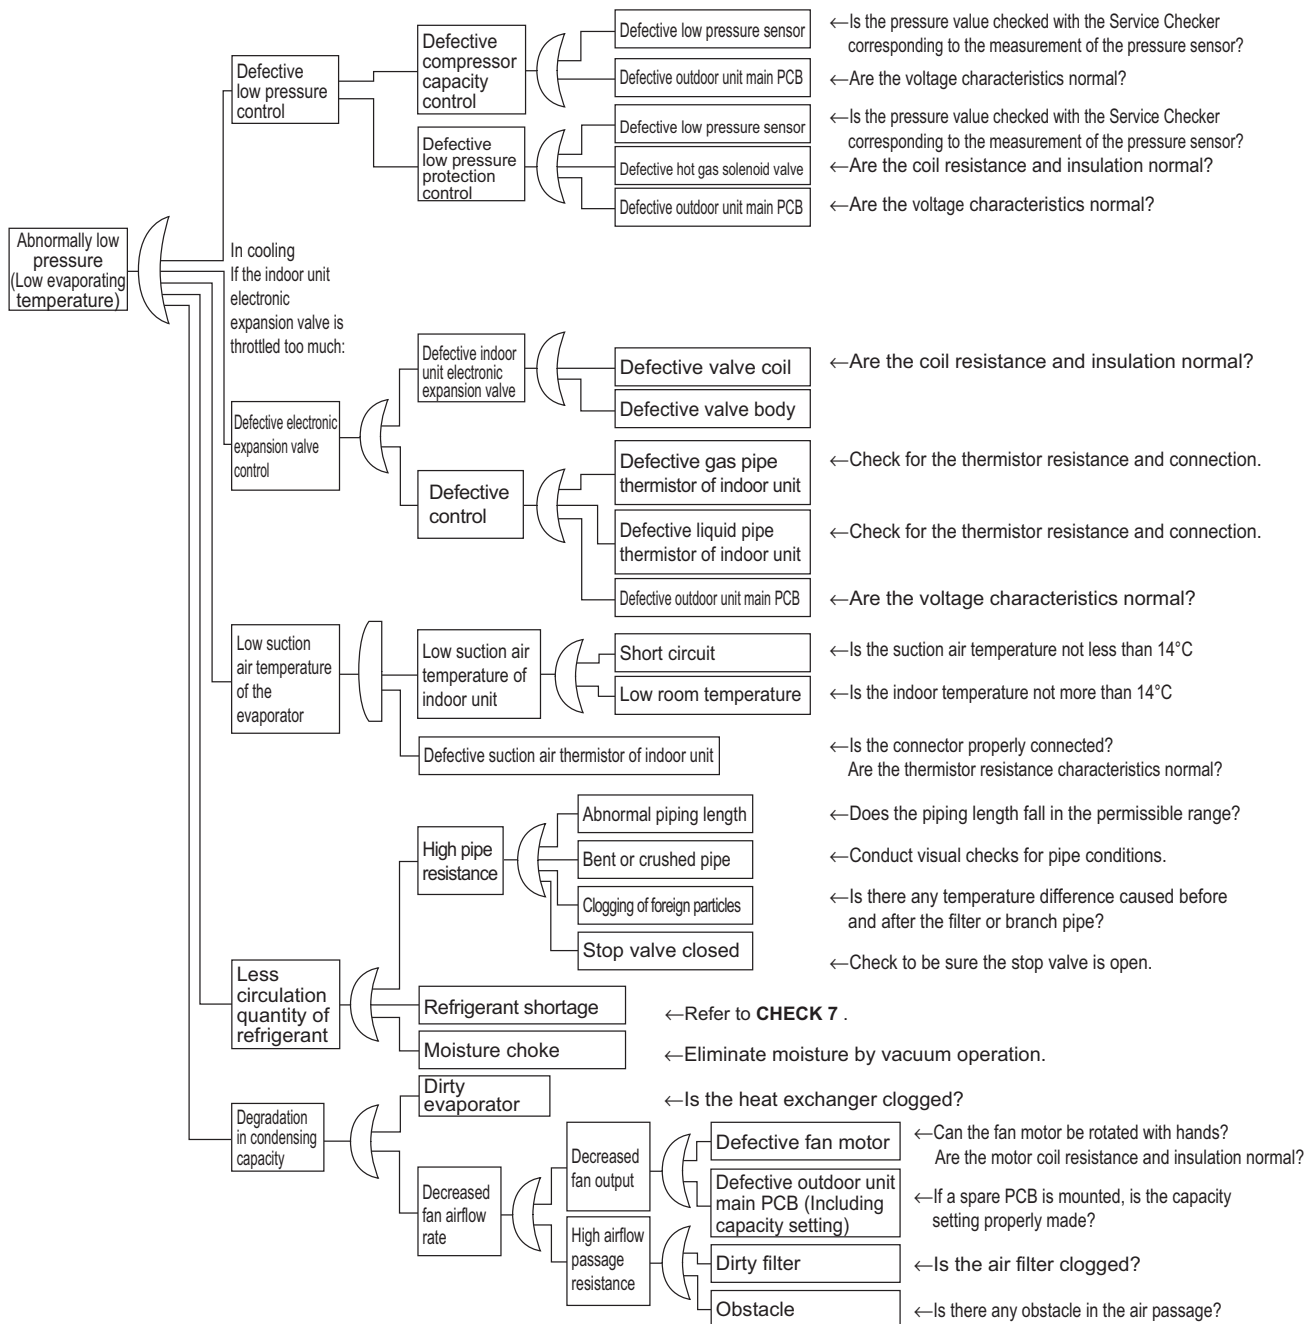 Abnormally low
pressure
(Low evaporating
temperature)
Defective
low pressure
control
Defective
compressor
capacity
control
Defective low pressure sensor
←Is the pressure value checked with the Service Checker
corresponding to the measurement of the pressure sensor?
Defective outdoor unit main PCB
←Are the voltage characteristics normal?
Defective
low pressure
protection
control
Defective low pressure sensor
←Is the pressure value checked with the Service Checker
corresponding to the measurement of the pressure sensor?
Defective hot gas solenoid valve
←Are the coil resistance and insulation normal?
Defective outdoor unit main PCB
←Are the voltage characteristics normal?
In cooling
If the indoor unit
electronic
expansion valve is
throttled too much:
Defective electronic
expansion valve
control
Defective indoor
unit electronic
expansion valve
Defective valve coil
←Are the coil resistance and insulation normal?
Defective valve body
Defective
control
Defective gas pipe
thermistor of indoor unit
←Check for the thermistor resistance and connection.
Defective liquid pipe
thermistor of indoor unit
←Check for the thermistor resistance and connection.
Defective outdoor unit main PCB
←Are the voltage characteristics normal?
Low suction
air temperature
of the
evaporator
Low suction air
temperature of
indoor unit
Short circuit
←Is the suction air temperature not less than 14°C
Low room temperature
←Is the indoor temperature not more than 14°C
Defective suction air thermistor of indoor unit
←Is the connector properly connected?
Are the thermistor resistance characteristics normal?
Less
circulation
quantity of
refrigerant
High pipe
resistance
Abnormal piping length
←Does the piping length fall in the permissible range?
Bent or crushed pipe
←Conduct visual checks for pipe conditions.
Clogging of foreign particles
←Is there any temperature difference caused before
and after the filter or branch pipe?
Stop valve closed
←Check to be sure the stop valve is open.
Refrigerant shortage
←Refer to CHECK 7 .
Moisture choke
←Eliminate moisture by vacuum operation.
Degradation
in condensing
capacity
Dirty
evaporator
←Is the heat exchanger clogged?
Decreased
fan airflow
rate
Decreased
fan output
Defective fan motor
←Can the fan motor be rotated with hands?
Are the motor coil resistance and insulation normal?
Defective outdoor unit
main PCB (Including
capacity setting)
←If a spare PCB is mounted, is the capacity
setting properly made?
High airflow
passage
resistance
Dirty filter
←Is the air filter clogged?
Obstacle
←Is there any obstacle in the air passage?